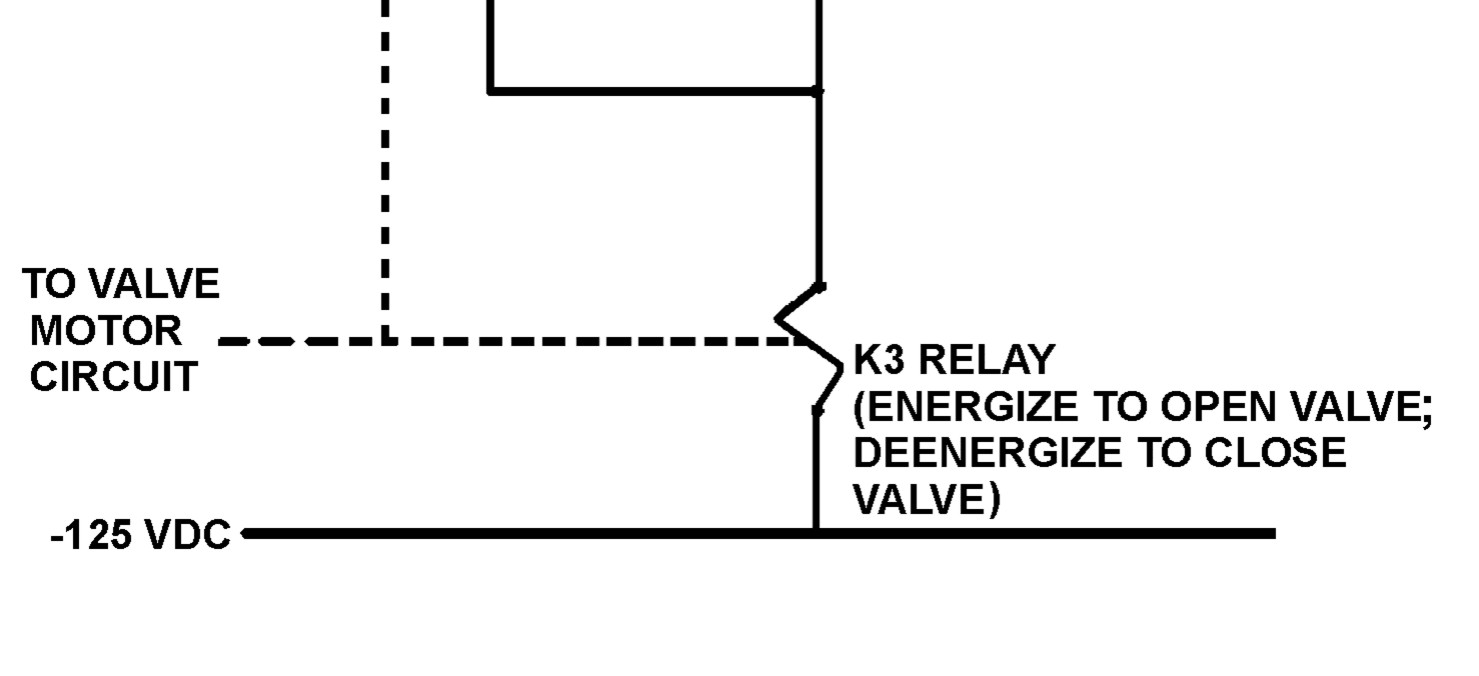 TO VALVE
MOTOR
CIRCUIT
K3 RELAY
(ENERGIZE TO OPEN VALVE;
DEENERGIZE TO CLOSE
VALVE)
-125 VDC